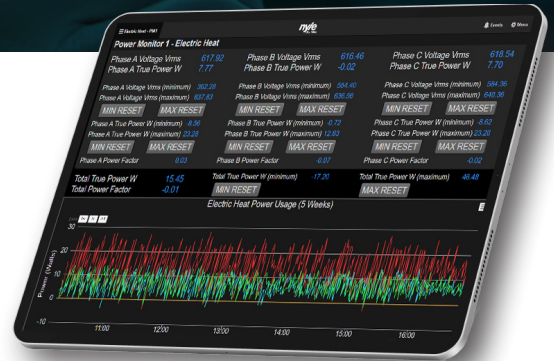 Electric Heat - PM1
nyle
Events
Menu
Power Monitor 1 - Electric Heat
Phase A Voltage Vrms 617.92
Phase A True Power W 7.77
Phase B Voltage Vrms 616.46
Phase B True Power W -0.02
Phase C Voltage Vrms 618.54
Phase C True Power W 7.70
Phase A Voltage Vrms (minimum) 362.28
Phase A Voltage Vrms (maximum) 637.83
MIN RESET MAX RESET
Phase B Voltage Vrms (minimum) 584.40
Phase B Voltage Vrms (maximum) 636.56
MIN RESET MAX RESET
Phase C Voltage Vrms (minimum) 584.36
Phase C Voltage Vrms (maximum) 640.36
MIN RESET MAX RESET
Phase A True Power W (minimum) -8.36
Phase A True Power W (maximum) 23.28
MIN RESET MAX RESET
Phase B True Power W (minimum) -0.72
Phase B True Power W (maximum) 12.83
MIN RESET MAX RESET
Phase C True Power W (minimum) -8.62
Phase C True Power W (maximum) 23.20
MIN RESET MAX RESET
Phase A Power Factor 0.03
Phase B Power Factor -0.07
Phase C Power Factor -0.02
Total True Power W 15.45
Total Power Factor -0.01
Total True Power W (minimum) -17.20
MIN RESET
Total True Power W (maximum) 46.48
MAX RESET
Electric Heat Power Usage (5 Weeks)
Power (Watts)
30
20
10
0
-10
11:00 12:00 13:00 14:00 15:00 16:00